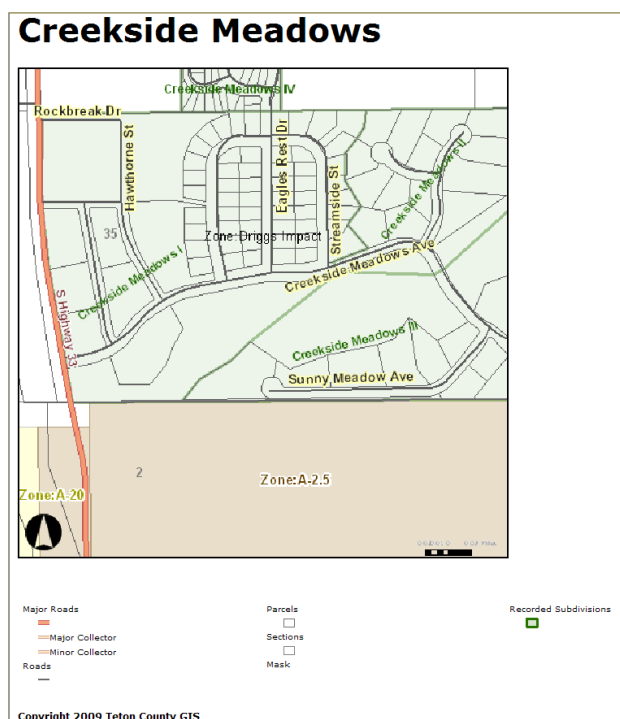 Creekside Meadows
Creekside Meadows IV
Rockbreak Dr
Hawthorne St
Eagles Rest Dr
Streamside St
Creekside Meadows II
35
Zone: Driggs Impact
Creekside Meadows I
Creekside Meadows Ave
S Highway 33
Creekside Meadows III
Sunny Meadow Ave
2
Zone:A-2.5
Zone:A-20
Major Roads
Major Collector
Minor Collector
Roads
Parcels
Sections
Mask
Recorded Subdivisions
Copyright 2009 Teton County GIS